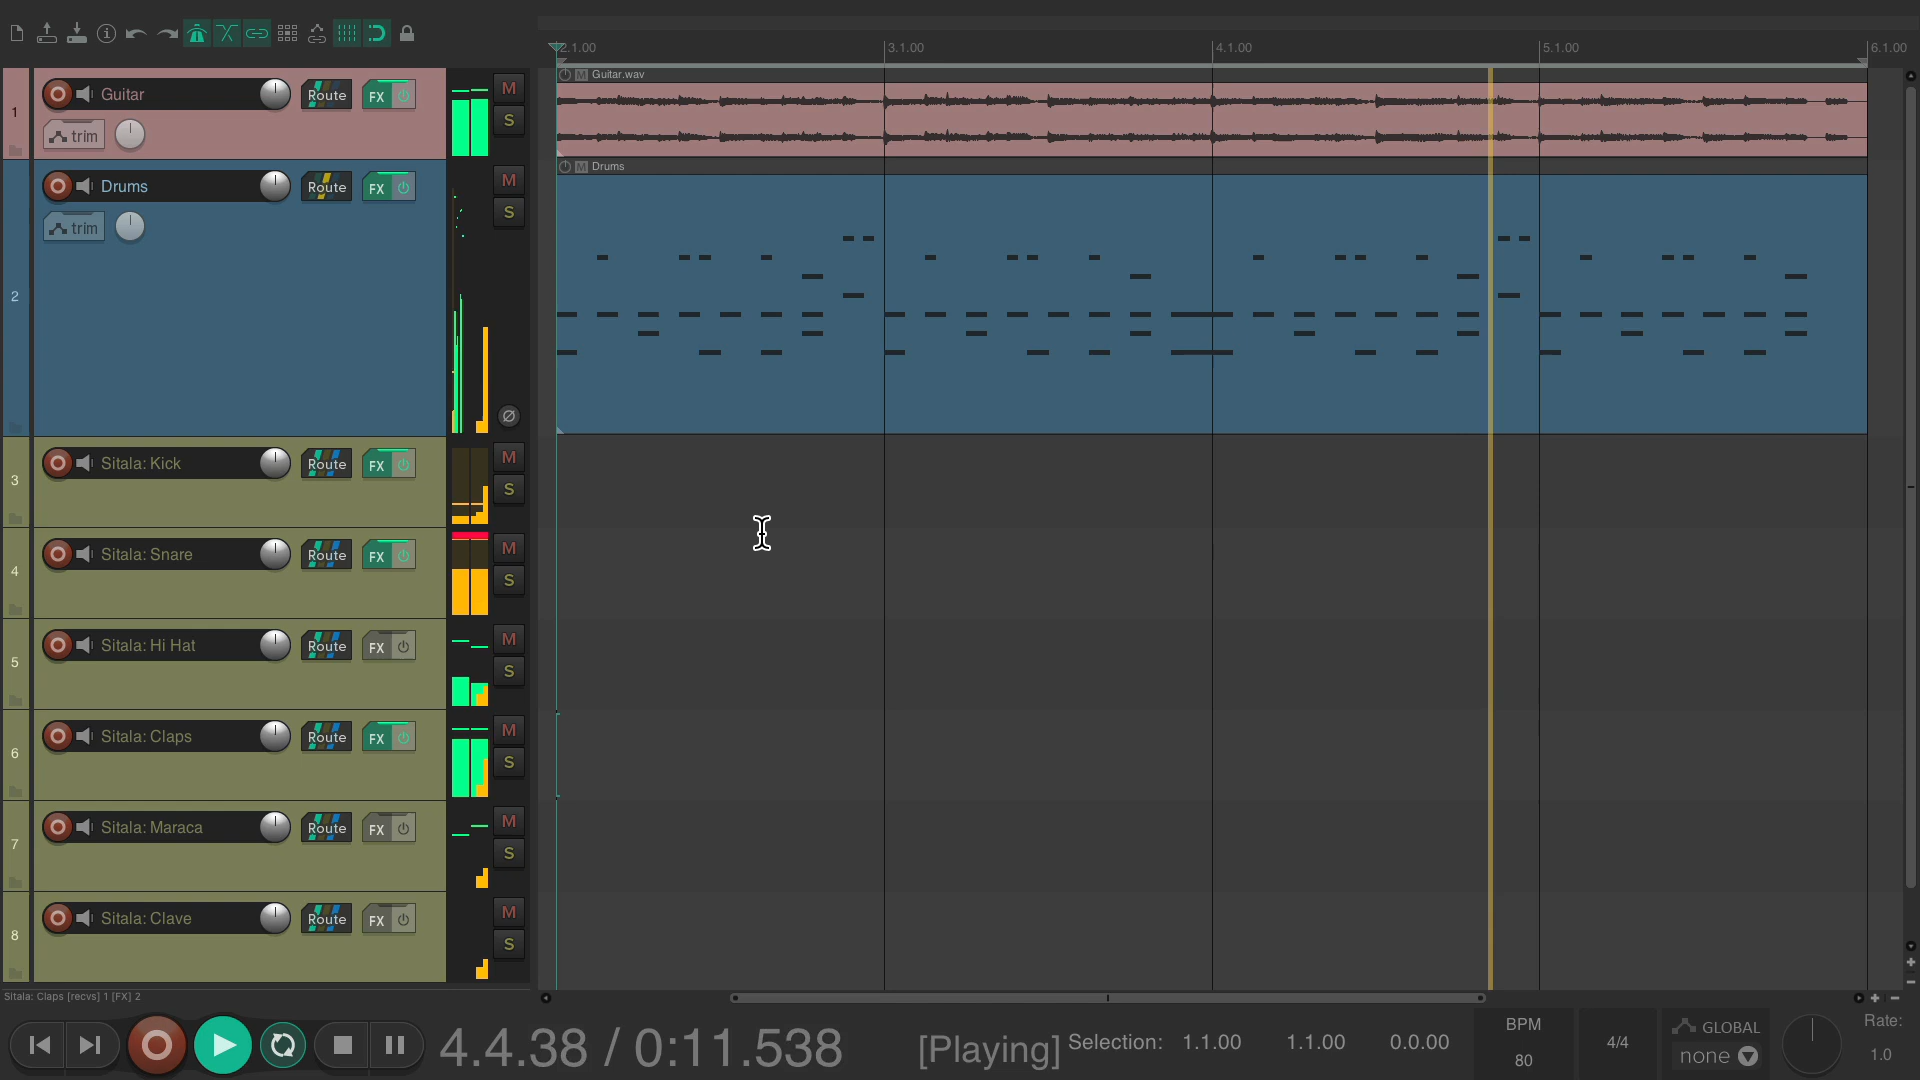 2.1.00
3.1.00
4.1.00
5.1.00
6.1.00
1
Guitar
Route
FX
M
S
trim
M Guitar.wav
2
Drums
Route
FX
M
S
trim
M Drums
3
Sitala: Kick
Route
FX
M
S
4
Sitala: Snare
Route
FX
M
S
5
Sitala: Hi Hat
Route
FX
M
S
6
Sitala: Claps
Route
FX
M
S
7
Sitala: Maraca
Route
FX
M
S
8
Sitala: Clave
Route
FX
M
S
Sitala: Claps [recvs] 1 [FX] 2
4.4.38 / 0:11.538
[Playing]
Selection:
1.1.00
1.1.00
0.0.00
BPM
80
4/4
GLOBAL
none
Rate:
1.0